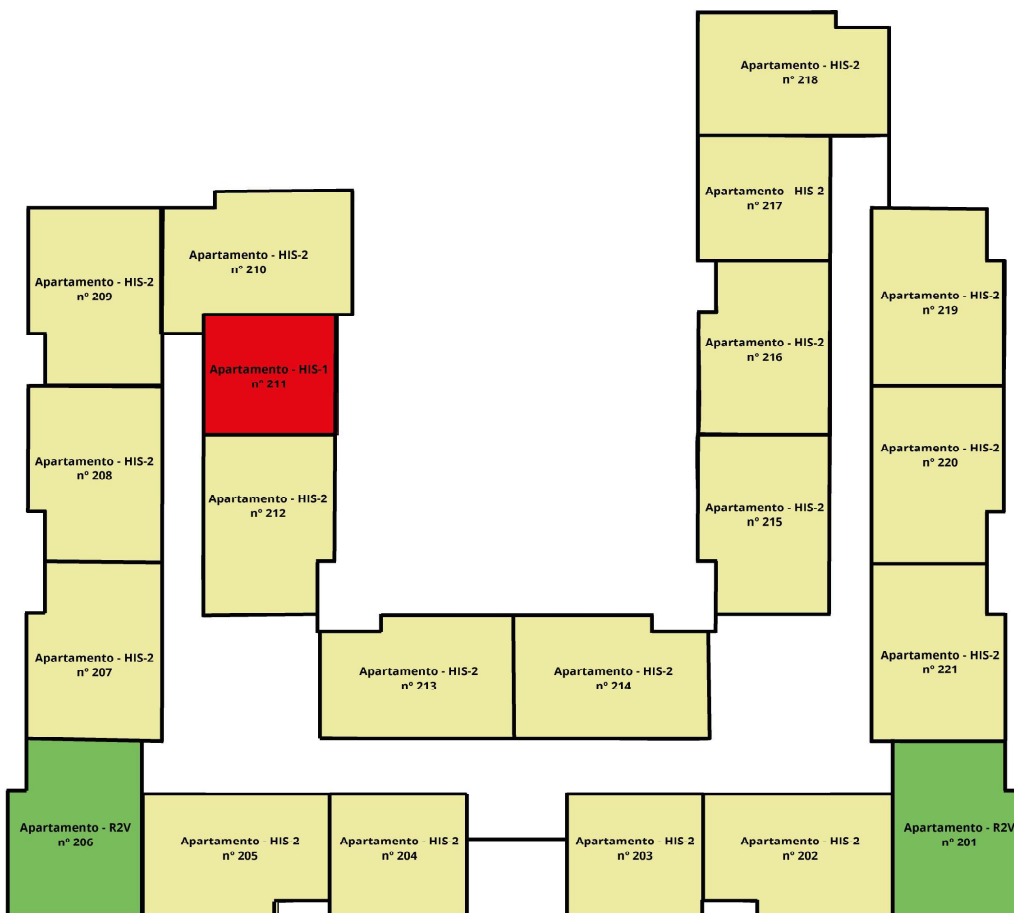 Apartamento - HIS-2
nº 218
Apartamento - HIS-2
nº 217
Apartamento - HIS-2
nº 210
Apartamento - HIS-2
nº 209
Apartamento - HIS-2
nº 219
Apartamento - HIS-2
nº 216
Apartamento - HIS-1
nº 211
Apartamento - HIS-2
nº 208
Apartamento - HIS-2
nº 220
Apartamento - HIS-2
nº 212
Apartamento - HIS-2
nº 215
Apartamento - HIS-2
nº 207
Apartamento - HIS-2
nº 213
Apartamento - HIS-2
nº 214
Apartamento - HIS-2
nº 221
Apartamento - R2V
nº 206
Apartamento - HIS-2
nº 205
Apartamento - HIS-2
nº 204
Apartamento - HIS-2
nº 203
Apartamento - HIS-2
nº 202
Apartamento - R2V
nº 201